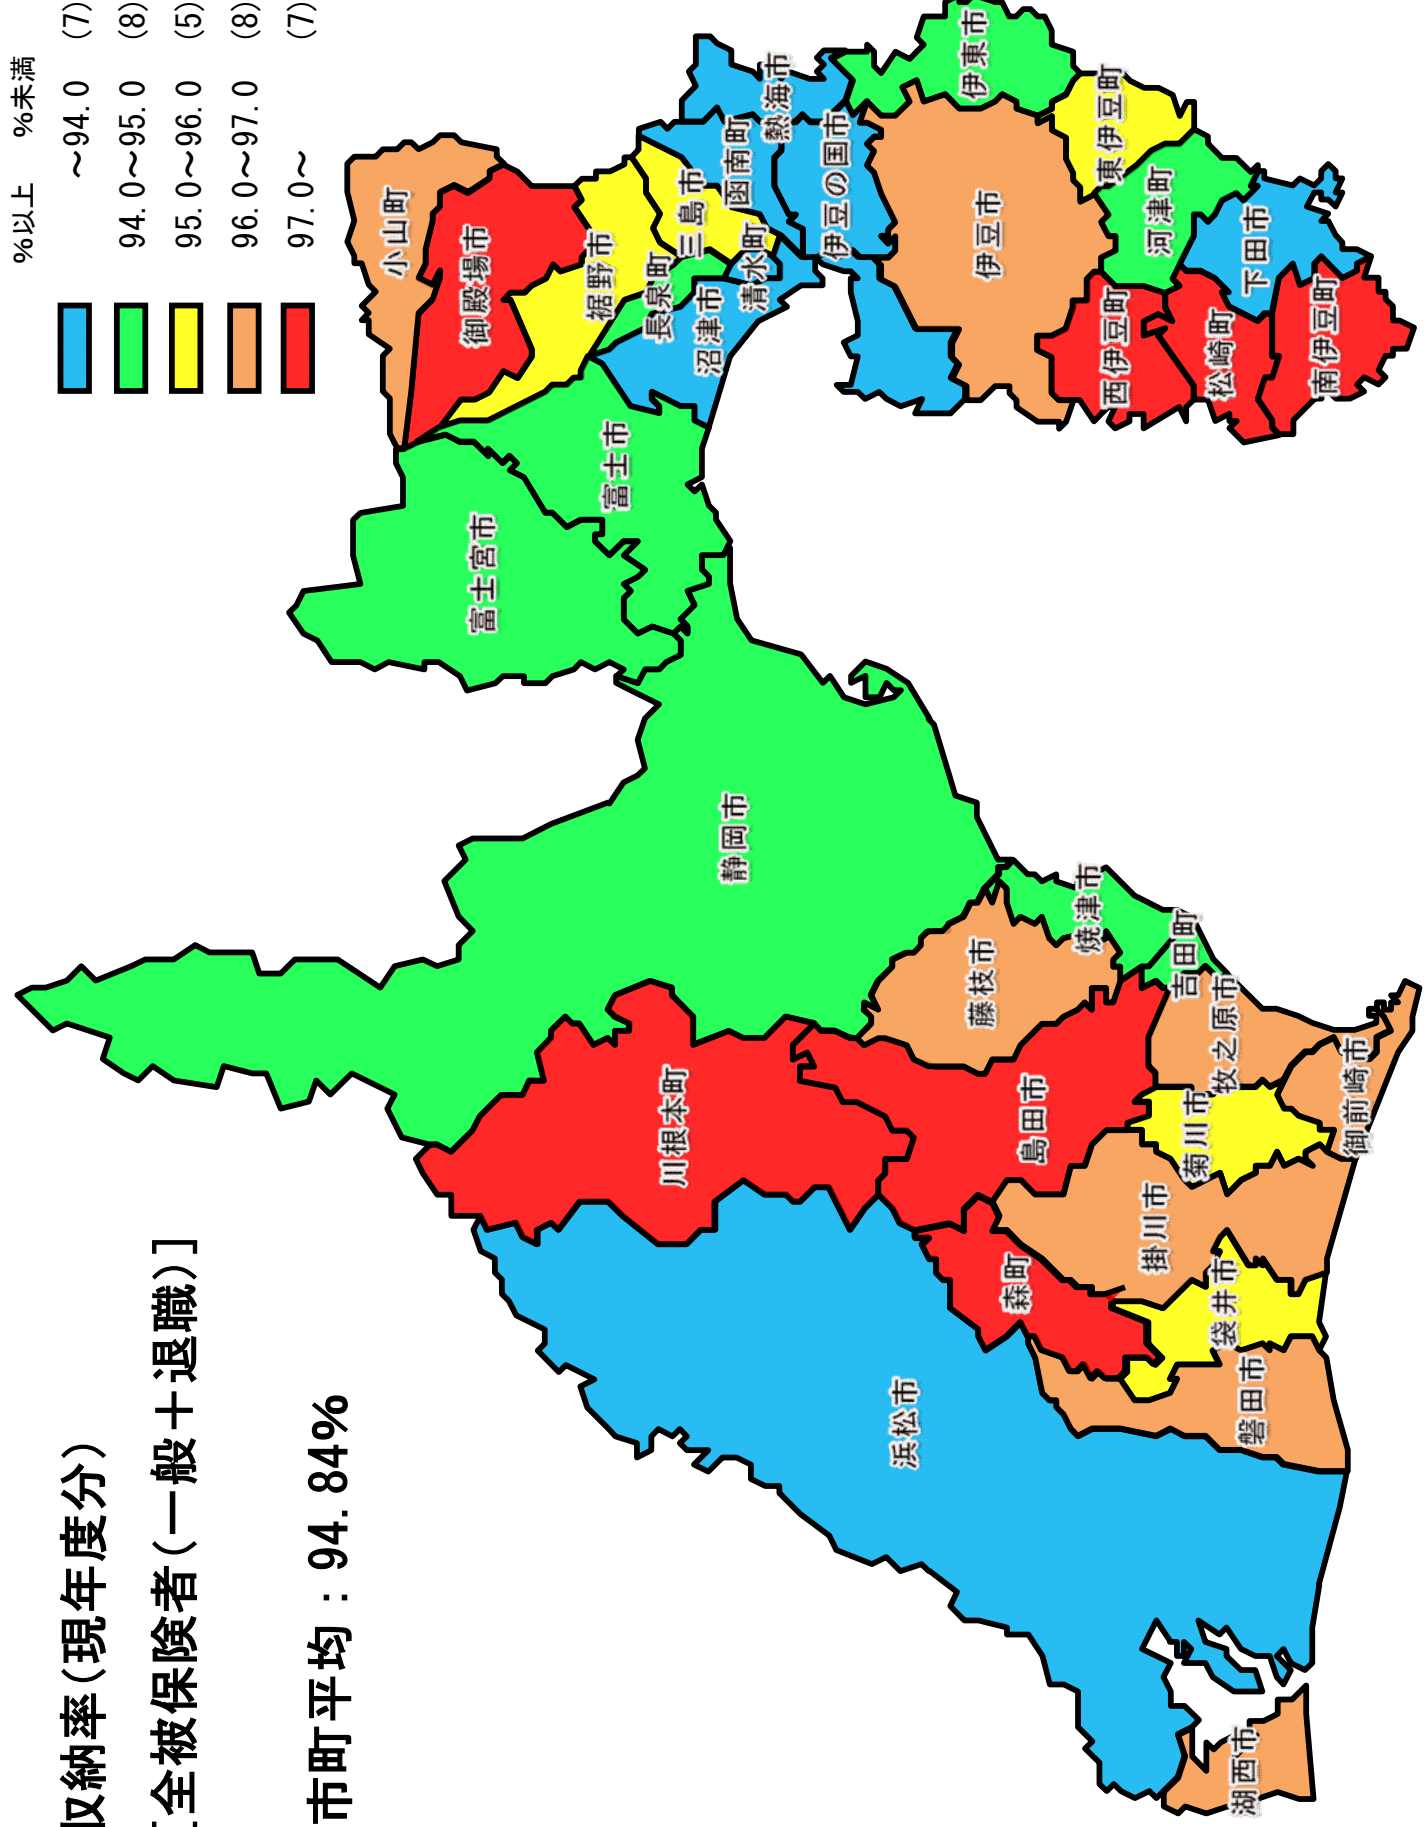 収納率（現年度分）
［全被保険者（一般＋退職）］
市町平均：94.84%
%以上 %未満
～94.0 (7)
94.0～95.0 (8)
95.0～96.0 (5)
96.0～97.0 (8)
97.0～ (7)
小山町
御殿場市
裾野市
富士宮市
富士市
長泉町
三島市
沼津市
清水町
函南町
熱海市
伊豆の国市
伊東市
伊豆市
東伊豆町
河津町
西伊豆町
下田市
松崎町
南伊豆町
静岡市
川根本町
藤枝市
焼津市
島田市
吉田町
牧之原市
菊川市
御前崎市
掛川市
森町
袋井市
磐田市
浜松市
湖西市